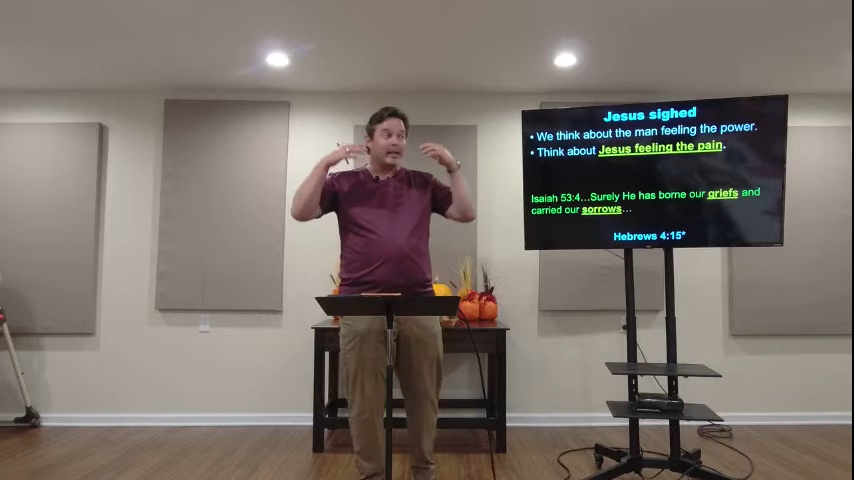 Jesus sighed
• We think about the man feeling the power.
• Think about Jesus feeling the pain.
Isaiah 53:4…Surely He has borne our griefs and
carried our sorrows…
Hebrews 4:15*